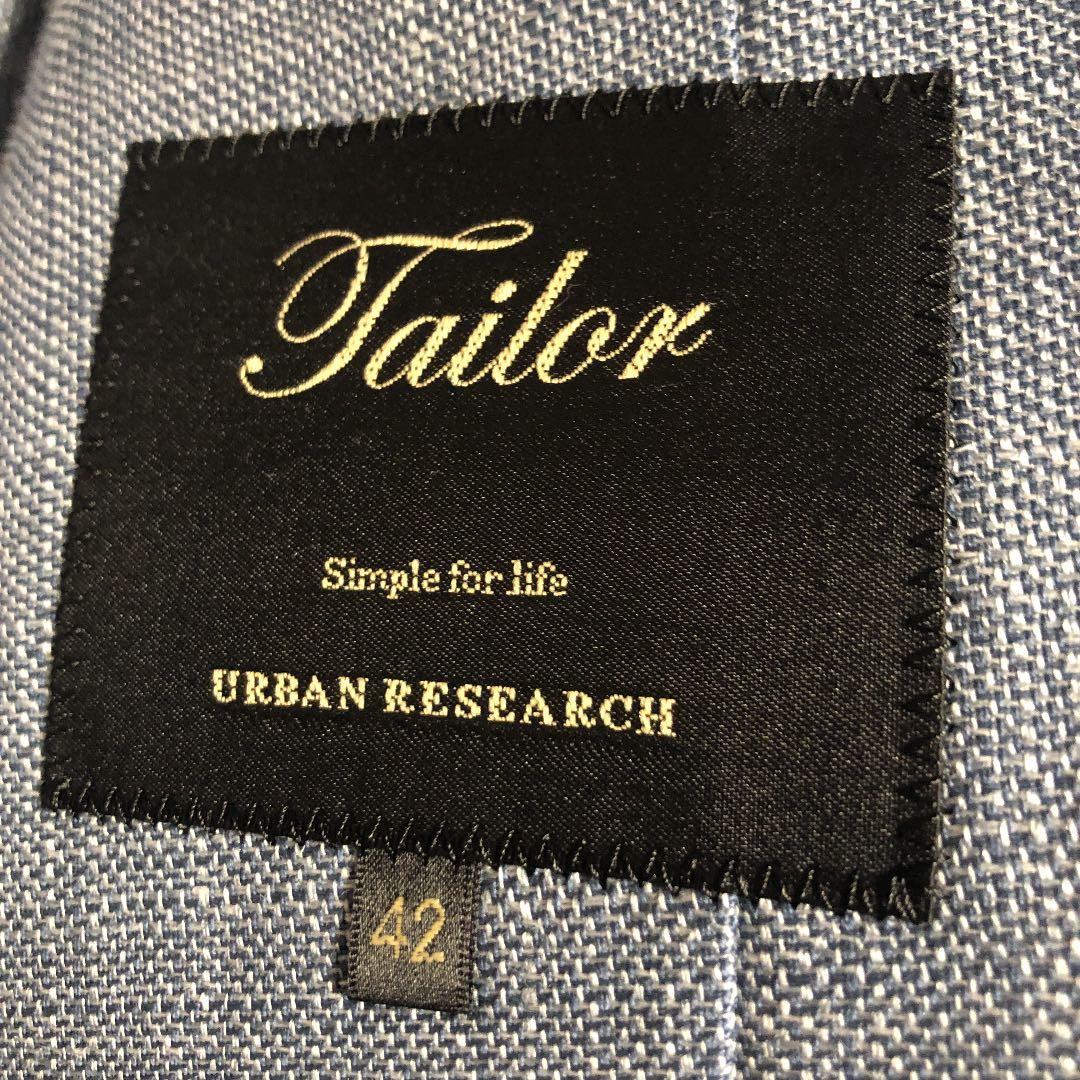 Tailor
Simple for life
URBAN RESEARCH
42